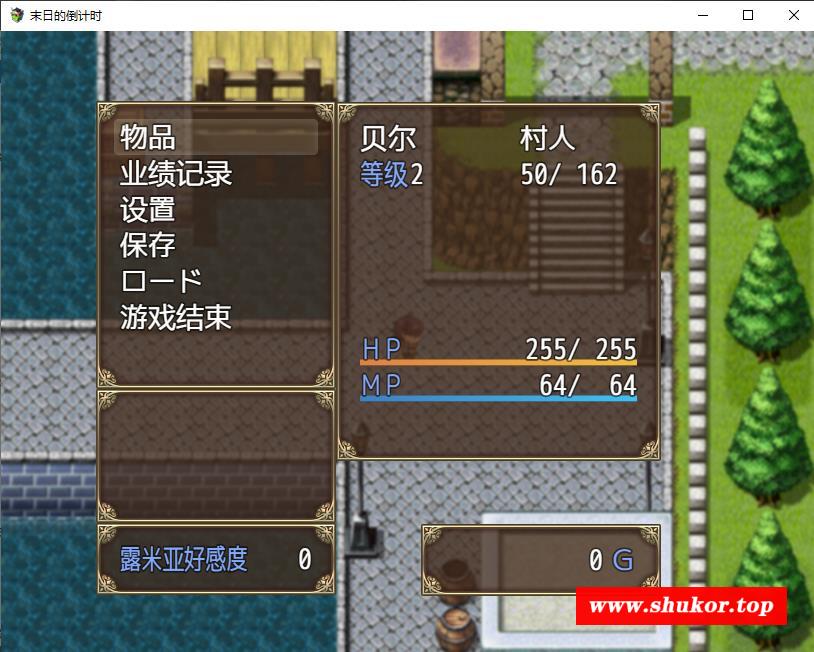 末日的倒计时
物品
业绩记录
设置
保存
ロード
游戏结束
贝尔 村人
等级2 50/ 162
HP 255/ 255
MP 64/ 64
露米亚好感度 0
0 G
www.shukor.top